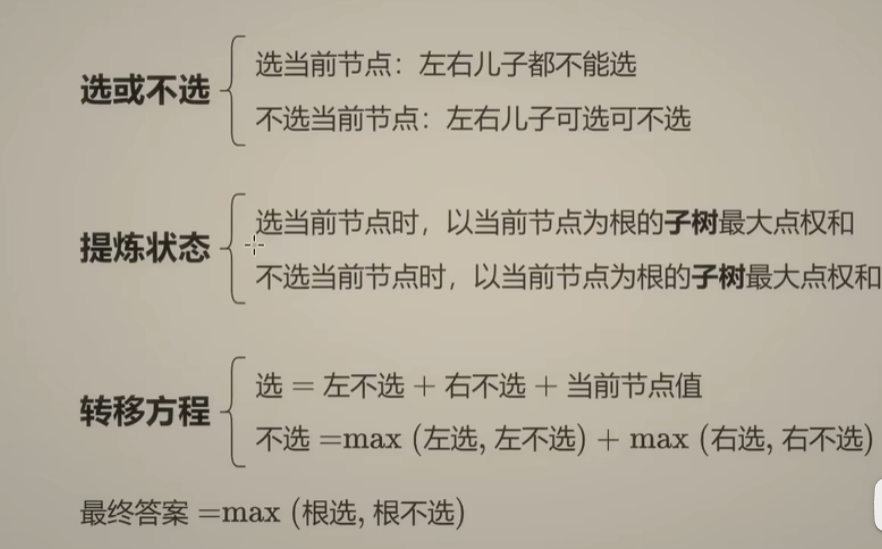 选或不选
选当前节点：左右儿子都不能选
不选当前节点：左右儿子可选可不选
提炼状态
选当前节点时，以当前节点为根的子树最大点权和
不选当前节点时，以当前节点为根的子树最大点权和
转移方程
选 = 左不选 + 右不选 + 当前节点值
不选 =max (左选, 左不选) + max (右选, 右不选)
最终答案 =max (根选, 根不选)